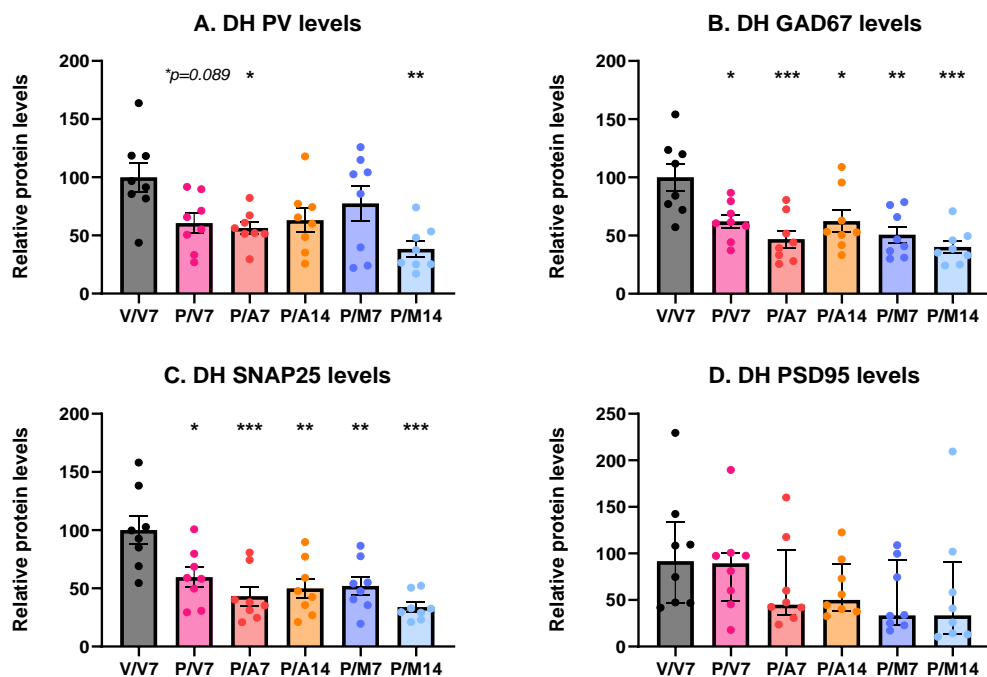 A. DH PV levels
Relative protein levels
200
150
100
50
0
*p=0.089
*
**
V/V7 P/V7 P/A7 P/A14 P/M7 P/M14
B. DH GAD67 levels
Relative protein levels
200
150
100
50
0
* *** * ** ***
V/V7 P/V7 P/A7 P/A14 P/M7 P/M14
C. DH SNAP25 levels
Relative protein levels
200
150
100
50
0
* *** ** ** ***
V/V7 P/V7 P/A7 P/A14 P/M7 P/M14
D. DH PSD95 levels
Relative protein levels
250
200
150
100
50
0
V/V7 P/V7 P/A7 P/A14 P/M7 P/M14